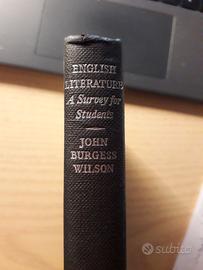 ENGLISH
LITERATURE
A Survey for
Students
JOHN
BURGESS
WILSON
subito